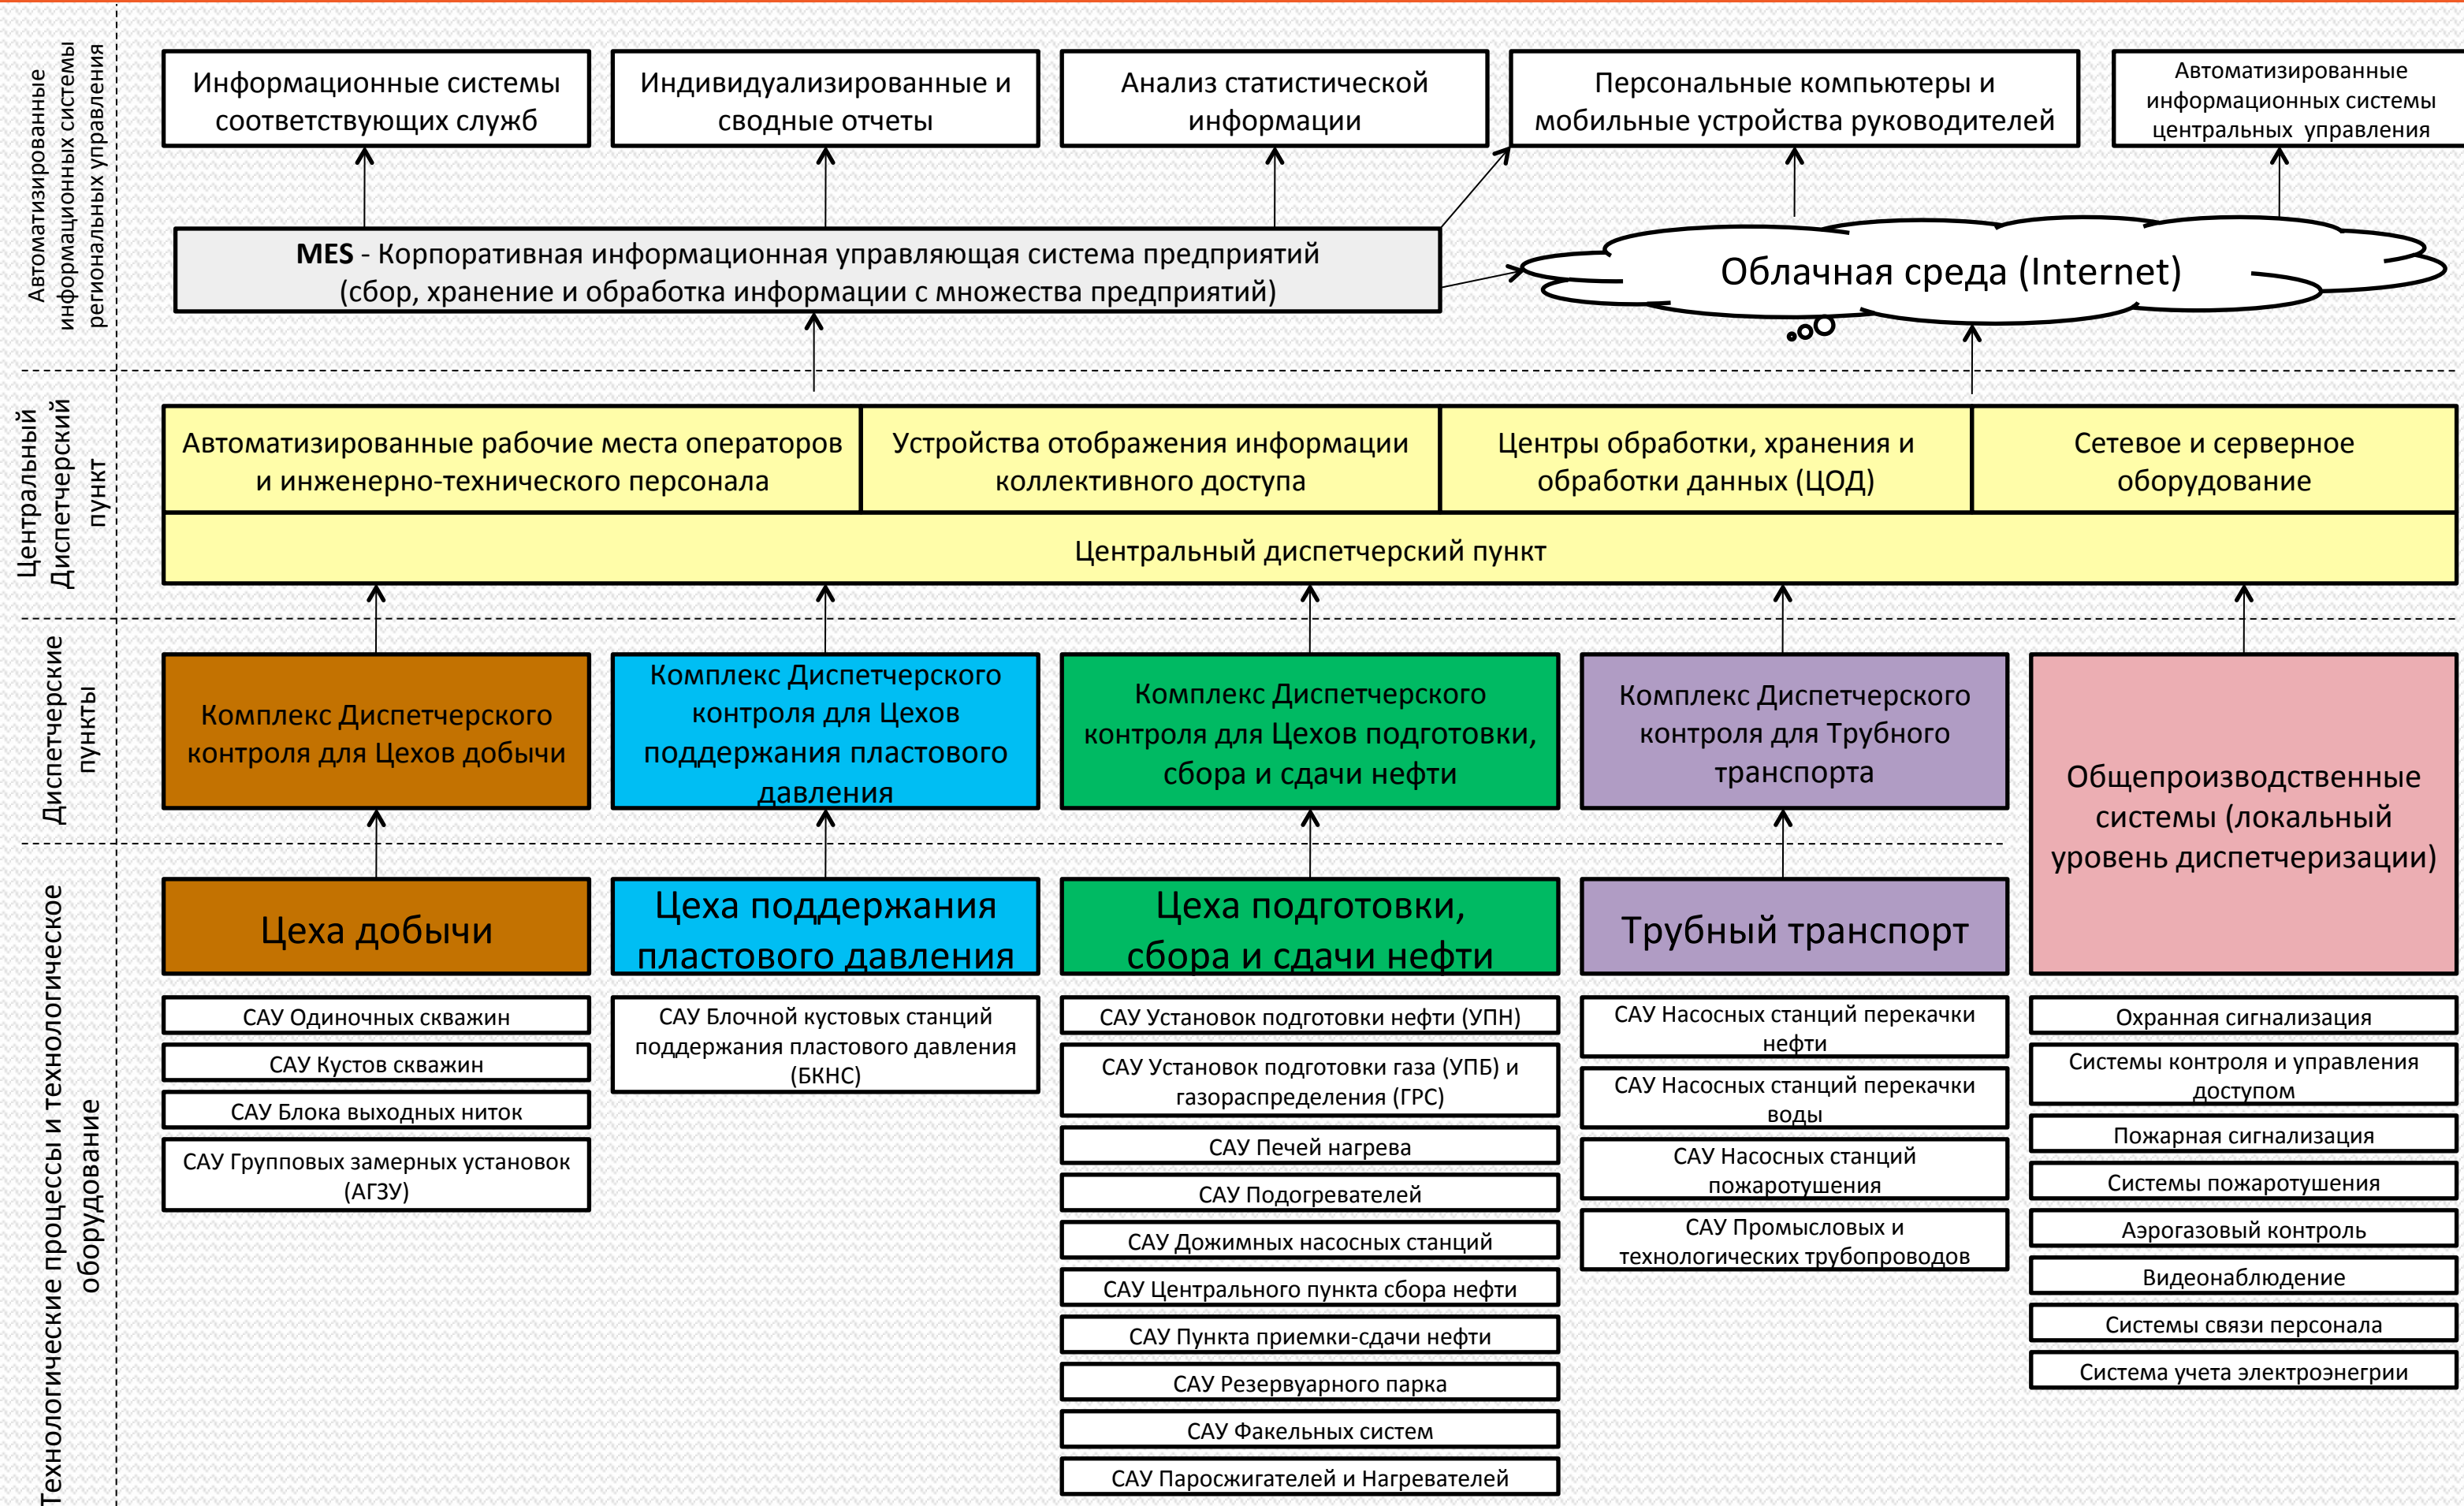 Автоматизированные
информационных системы
региональных управления
Информационные системы
соответствующих служб
Индивидуализированные и
сводные отчеты
Анализ статистической
информации
Персональные компьютеры и
мобильные устройства руководителей
Автоматизированные
информационных системы
центральных управления
MES - Корпоративная информационная управляющая система предприятий
(сбор, хранение и обработка информации с множества предприятий)
Облачная среда (Internet)
Центральный
Диспетчерский
пункт
Автоматизированные рабочие места операторов
и инженерно-технического персонала
Устройства отображения информации
коллективного доступа
Центры обработки, хранения и
обработки данных (ЦОД)
Сетевое и серверное
оборудование
Центральный диспетчерский пункт
Диспетчерские
пункты
Комплекс Диспетчерского
контроля для Цехов добычи
Комплекс Диспетчерского
контроля для Цехов
поддержания пластового
давления
Комплекс Диспетчерского
контроля для Цехов подготовки,
сбора и сдачи нефти
Комплекс Диспетчерского
контроля для Трубного
транспорта
Общепроизводственные
системы (локальный
уровень диспетчеризации)
Технологические процессы и технологическое
оборудование
Цеха добычи
Цеха поддержания
пластового давления
Цеха подготовки,
сбора и сдачи нефти
Трубный транспорт
САУ Одиночных скважин
САУ Кустов скважин
САУ Блока выходных ниток
САУ Групповых замерных установок
(АГЗУ)
САУ Блочной кустовых станций
поддержания пластового давления
(БКНС)
САУ Установок подготовки нефти (УПН)
САУ Установок подготовки газа (УПБ) и
газораспределения (ГРС)
САУ Печей нагрева
САУ Подогревателей
САУ Дожимных насосных станций
САУ Центрального пункта сбора нефти
САУ Пункта приемки-сдачи нефти
САУ Резервуарного парка
САУ Факельных систем
САУ Паросжигателей и Нагревателей
САУ Насосных станций перекачки
нефти
САУ Насосных станций перекачки
воды
САУ Насосных станций
пожаротушения
САУ Промысловых и
технологических трубопроводов
Охранная сигнализация
Системы контроля и управления
доступом
Пожарная сигнализация
Системы пожаротушения
Аэрогазовый контроль
Видеонаблюдение
Системы связи персонала
Система учета электроэнегрии